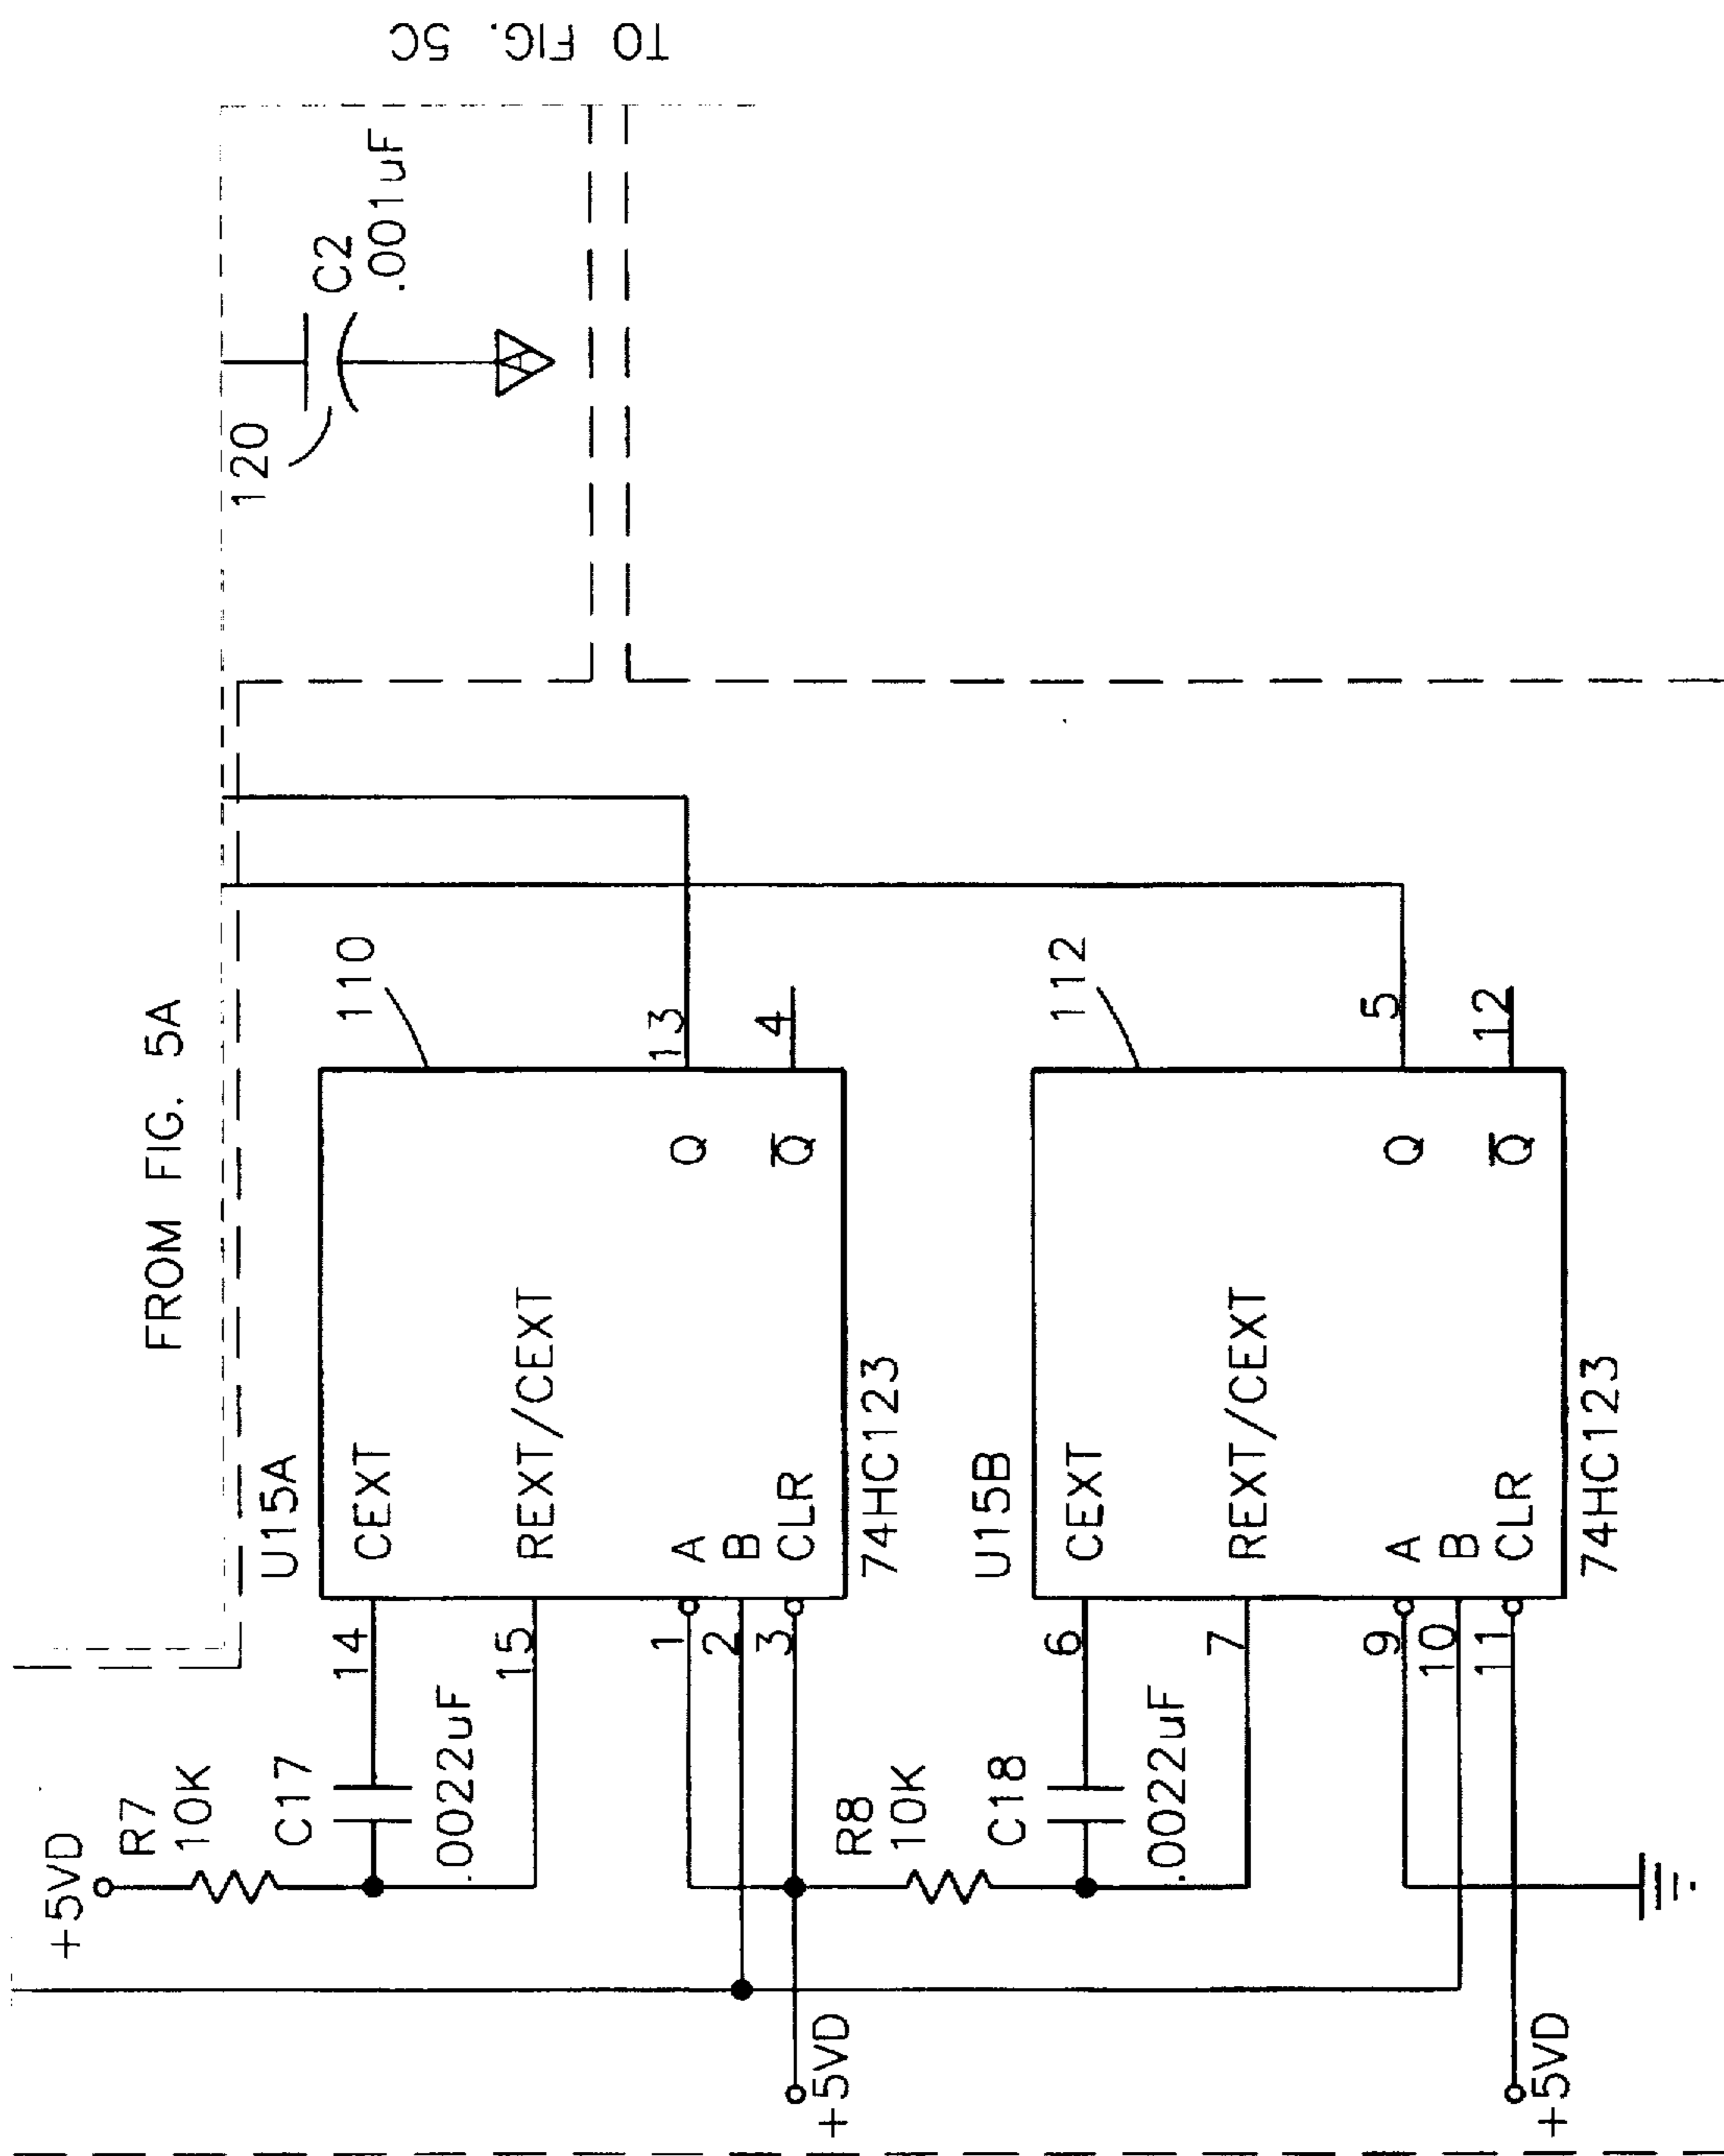 TO FIG. 5C
FROM FIG. 5A
120
C2
.001uF
A
+5VD
R7
10K
C17
.0022uF
U15A
110
14
CEXT
15
REXT/CEXT
1
A
2
B
3
CLR
Q
13
Q̅
4
74HC123
+5VD
R8
10K
C18
.0022uF
U15B
112
6
CEXT
7
REXT/CEXT
9
A
10
B
11
CLR
Q
5
Q̅
12
74HC123
+5VD